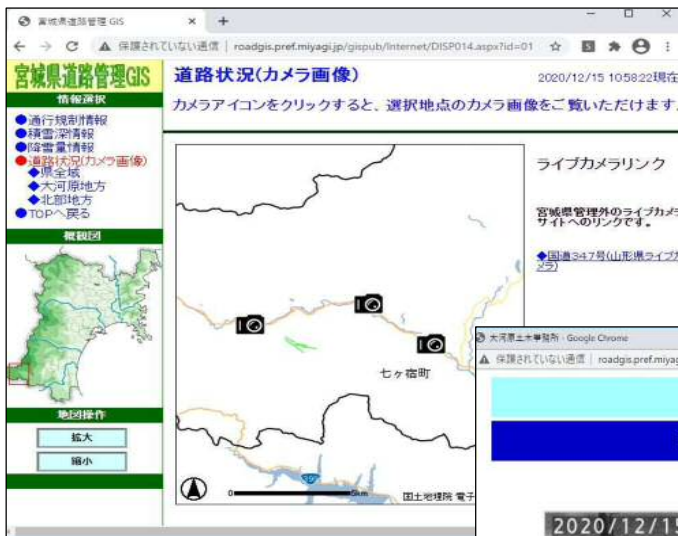 宮城県道路管理 GIS
保護されていない通信 | roadgis.pref.miyagi.jp/gispub/Internet/DISP014.aspx?id=01
宮城県道路管理GIS
情報選択
●通行規制情報
●積雪深情報
●降雪量情報
●道路状況(カメラ画像)
◆県全域
◆大河原地方
◆北部地方
●TOPへ戻る
概観図
地図操作
拡大
縮小
道路状況(カメラ画像)
2020/12/15 10:58:22現在
カメラアイコンをクリックすると、選択地点のカメラ画像をご覧いただけます。
七ヶ宿町
0
5km
国土地理院 電子
ライブカメラリンク
宮城県管理外のライブカメラ
サイトへのリンクです。
◆国道347号(山形県ライブカ
メラ)
大河原土木事務所 - Google Chrome
保護されていない通信 | roadgis.pref.miyag
2020/12/15